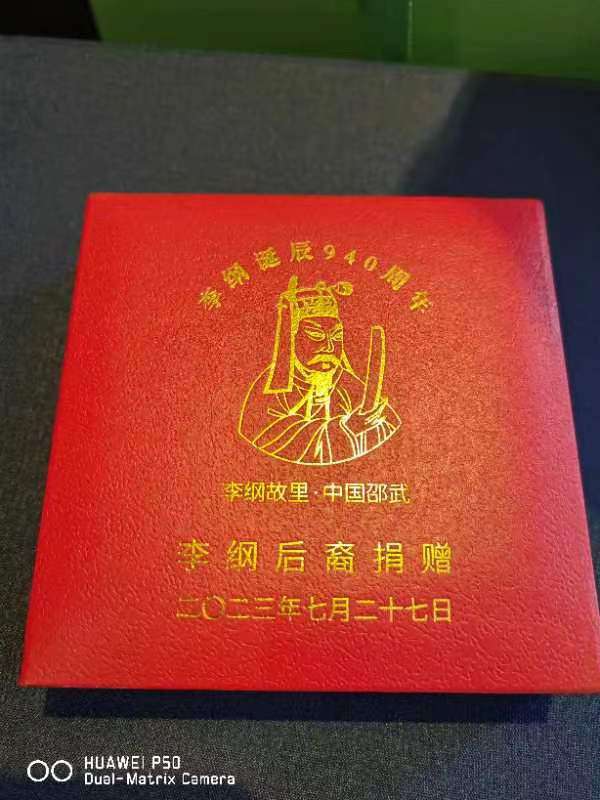 李纲诞辰940周年
李纲故里·中国邵武
李纲后裔捐赠
二〇二三年七月二十七日
HUAWEI P50
Dual-Matrix Camera